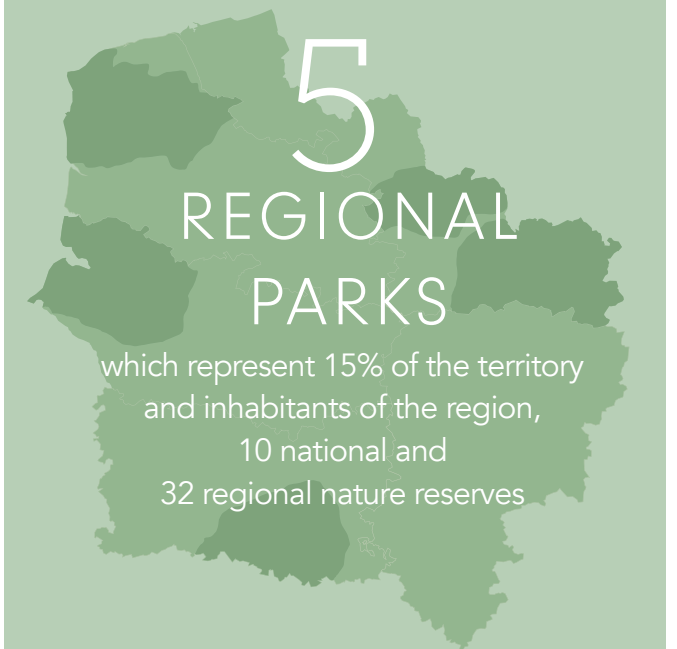 5
REGIONAL
PARKS
which represent 15% of the territory
and inhabitants of the region,
10 national and
32 regional nature reserves